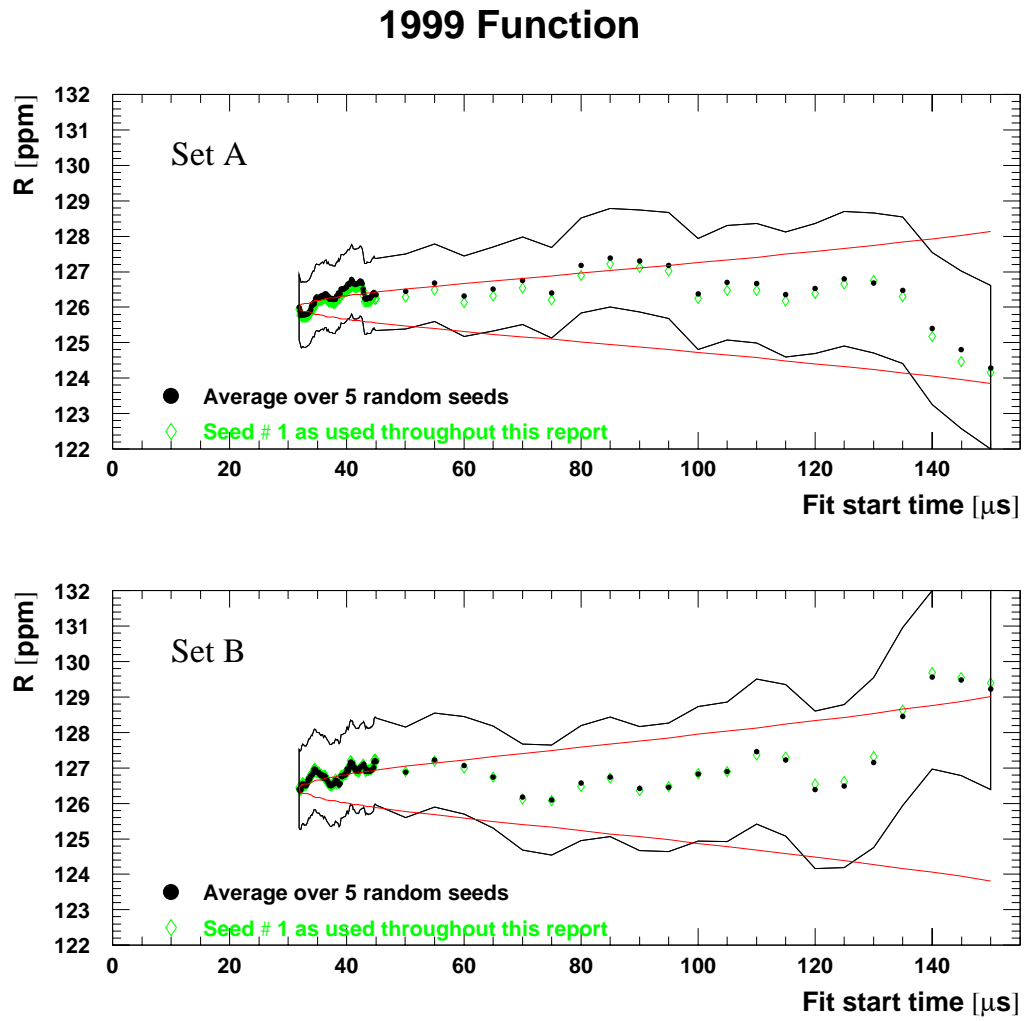 1999 Function
132
131
130
129
128
127
126
125
124
123
122
R [ppm]
Set A
● Average over 5 random seeds
◇ Seed # 1 as used throughout this report
0 20 40 60 80 100 120 140
Fit start time [μs]
132
131
130
129
128
127
126
125
124
123
122
R [ppm]
Set B
● Average over 5 random seeds
◇ Seed # 1 as used throughout this report
0 20 40 60 80 100 120 140
Fit start time [μs]